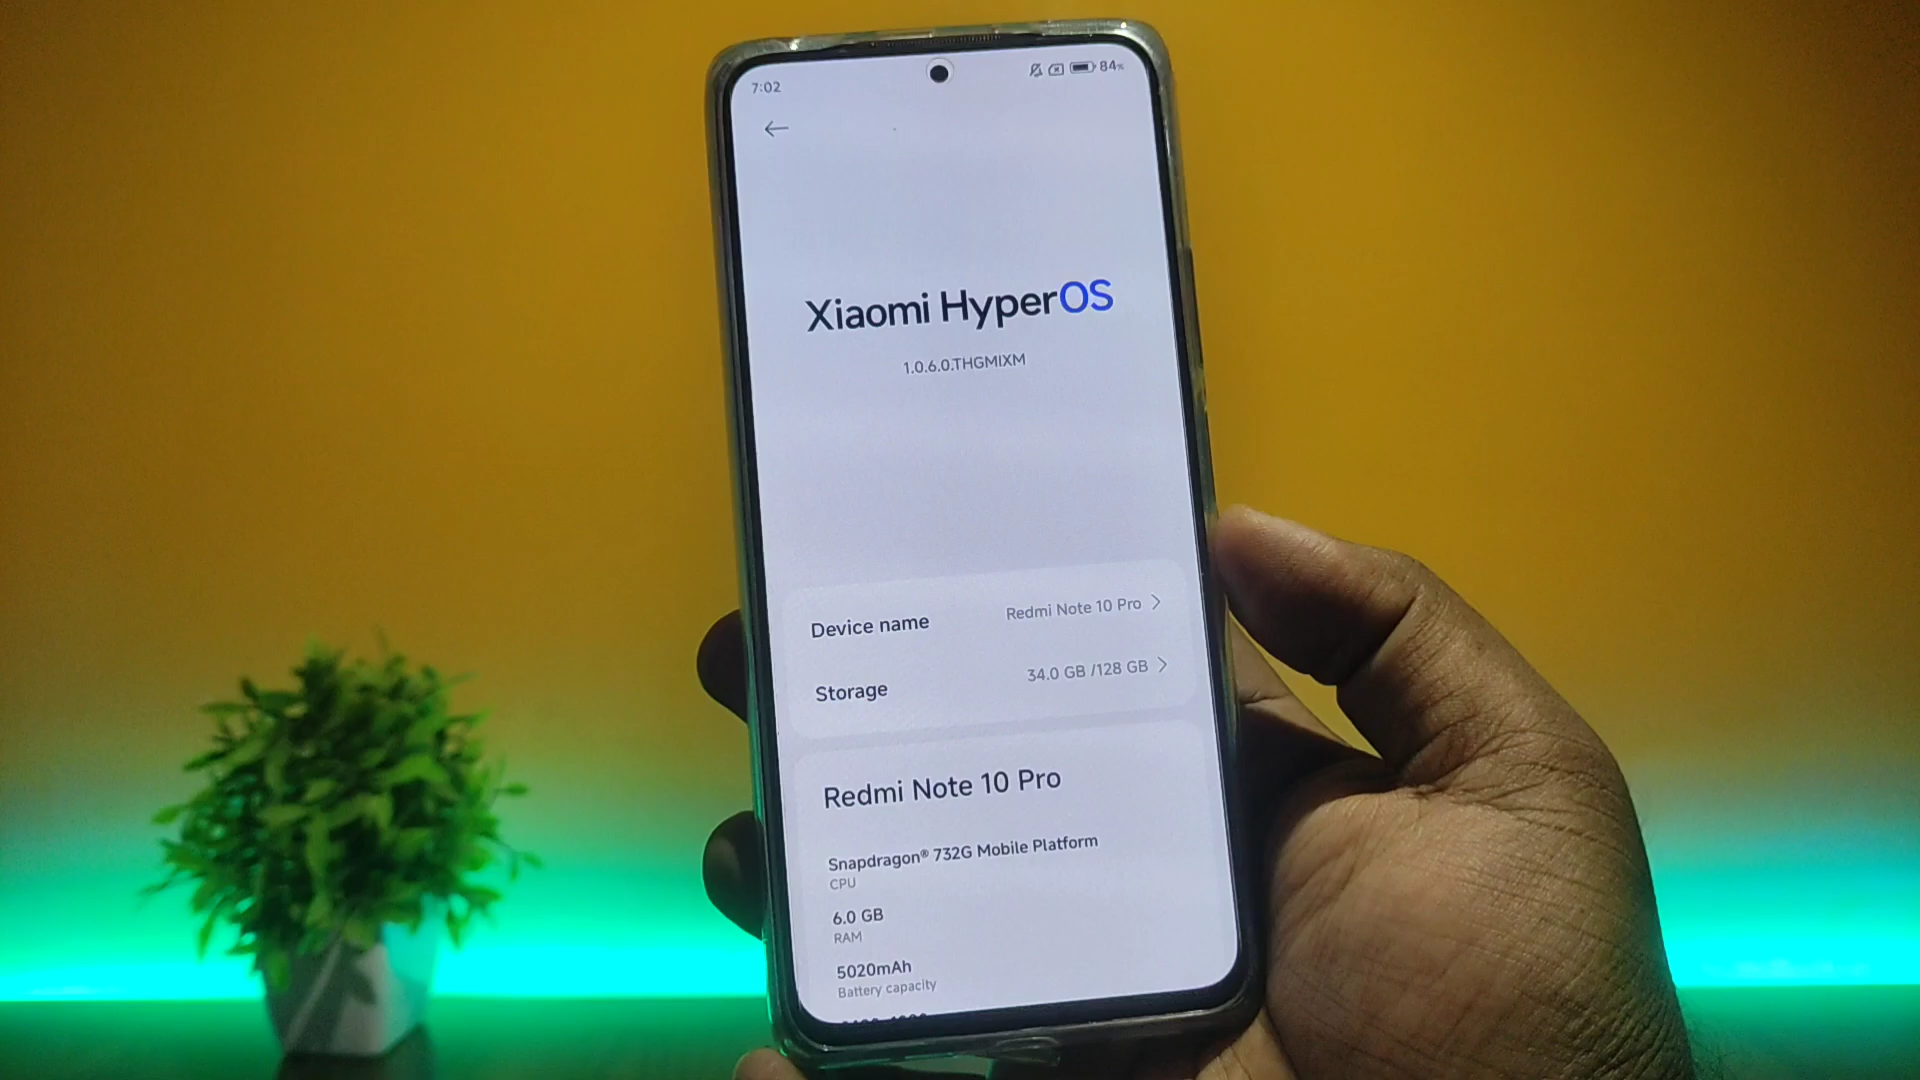 7:02
84%
Xiaomi HyperOS
1.0.6.0.THGMIXM
Device name Redmi Note 10 Pro
Storage 34.0 GB /128 GB
Redmi Note 10 Pro
Snapdragon® 732G Mobile Platform
CPU
6.0 GB
RAM
5020mAh
Battery capacity